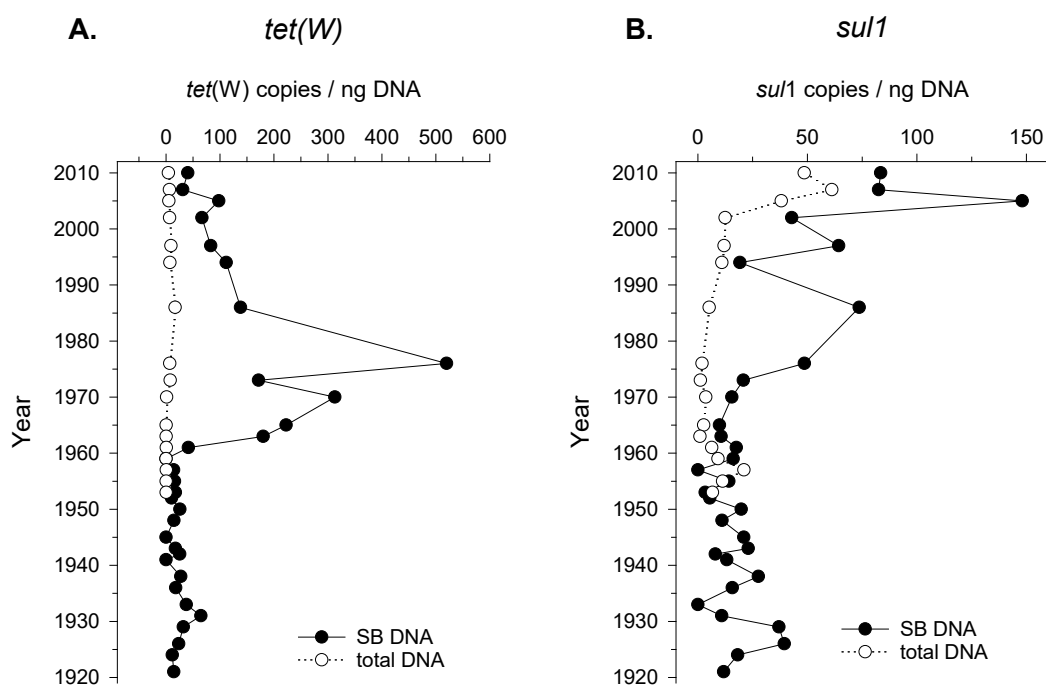 A. tet(W)
tet(W) copies / ng DNA
0 100 200 300 400 500 600
2010
2000
1990
1980
1970
1960
1950
1940
1930
1920
Year
SB DNA
total DNA
B. sul1
sul1 copies / ng DNA
0 50 100 150
2010
2000
1990
1980
1970
1960
1950
1940
1930
1920
Year
SB DNA
total DNA